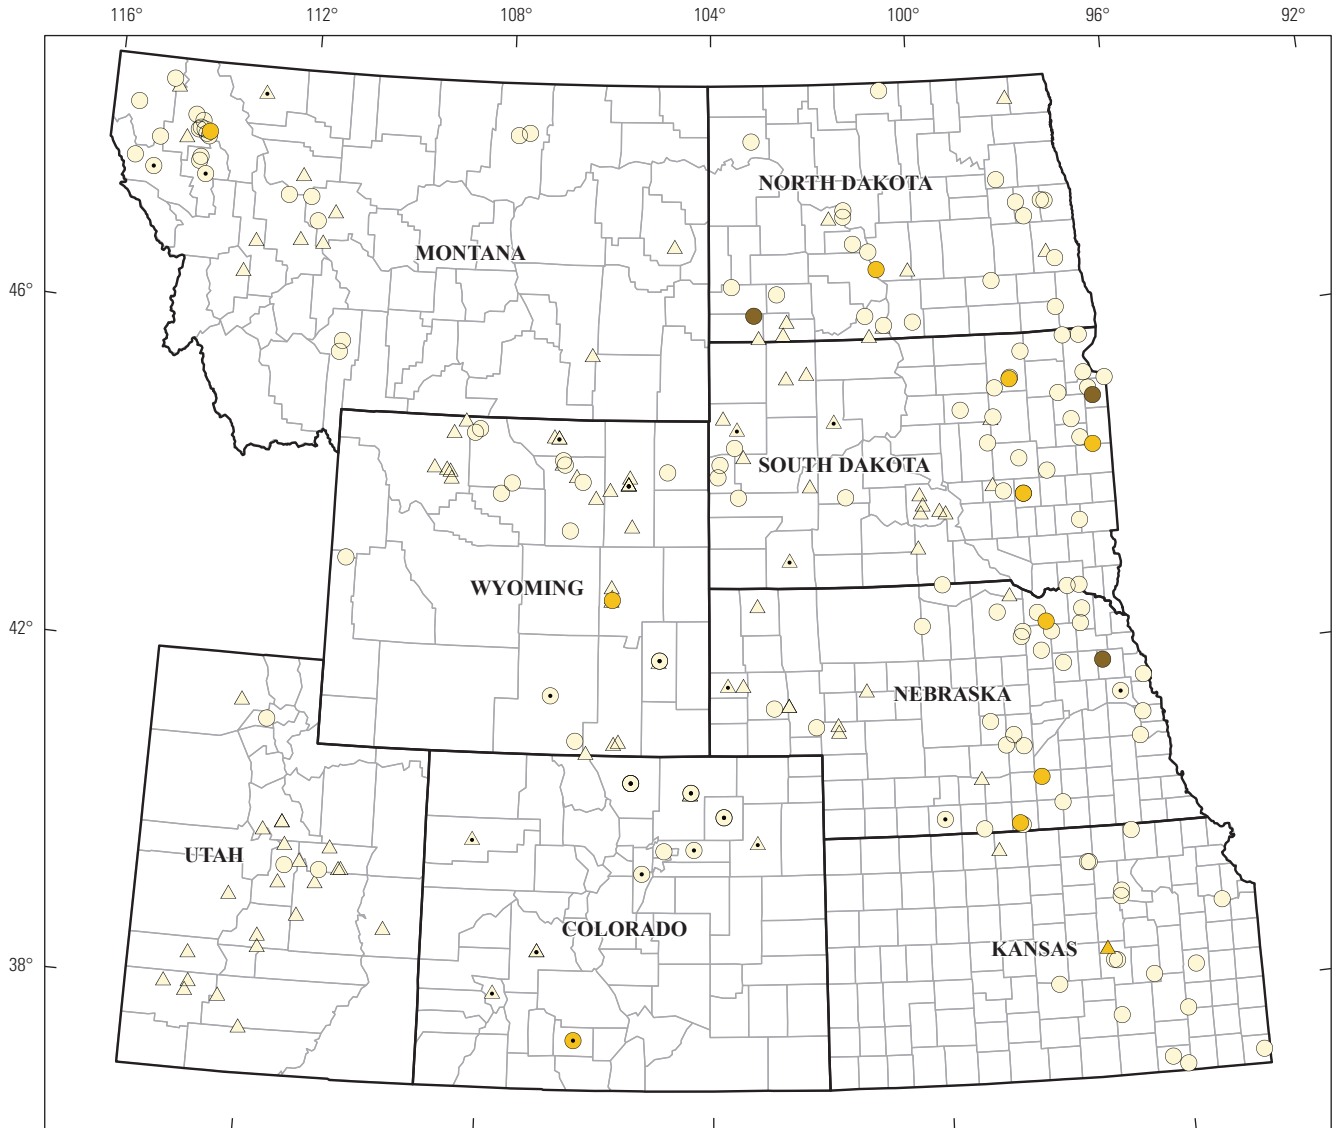 116° 112° 108° 104° 100° 96° 92°
NORTH DAKOTA
MONTANA
46°
SOUTH DAKOTA
WYOMING
42°
NEBRASKA
UTAH
COLORADO
KANSAS
38°